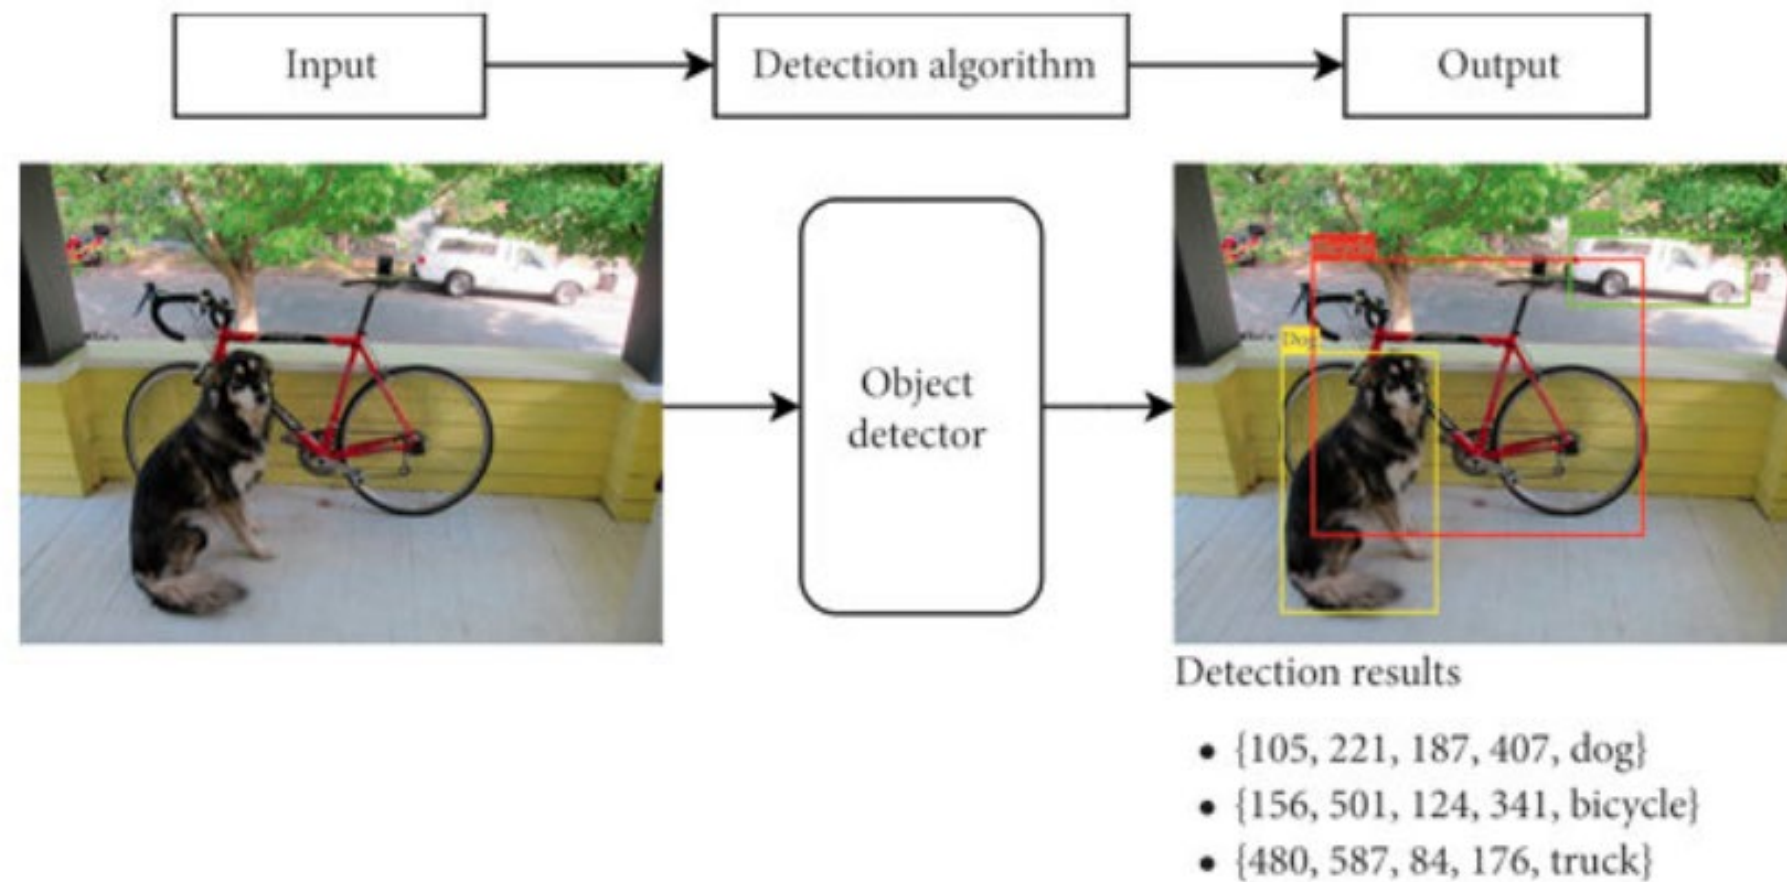 Input
Detection algorithm
Output
Object
detector
Dog
Detection results
• {105, 221, 187, 407, dog}
• {156, 501, 124, 341, bicycle}
• {480, 587, 84, 176, truck}